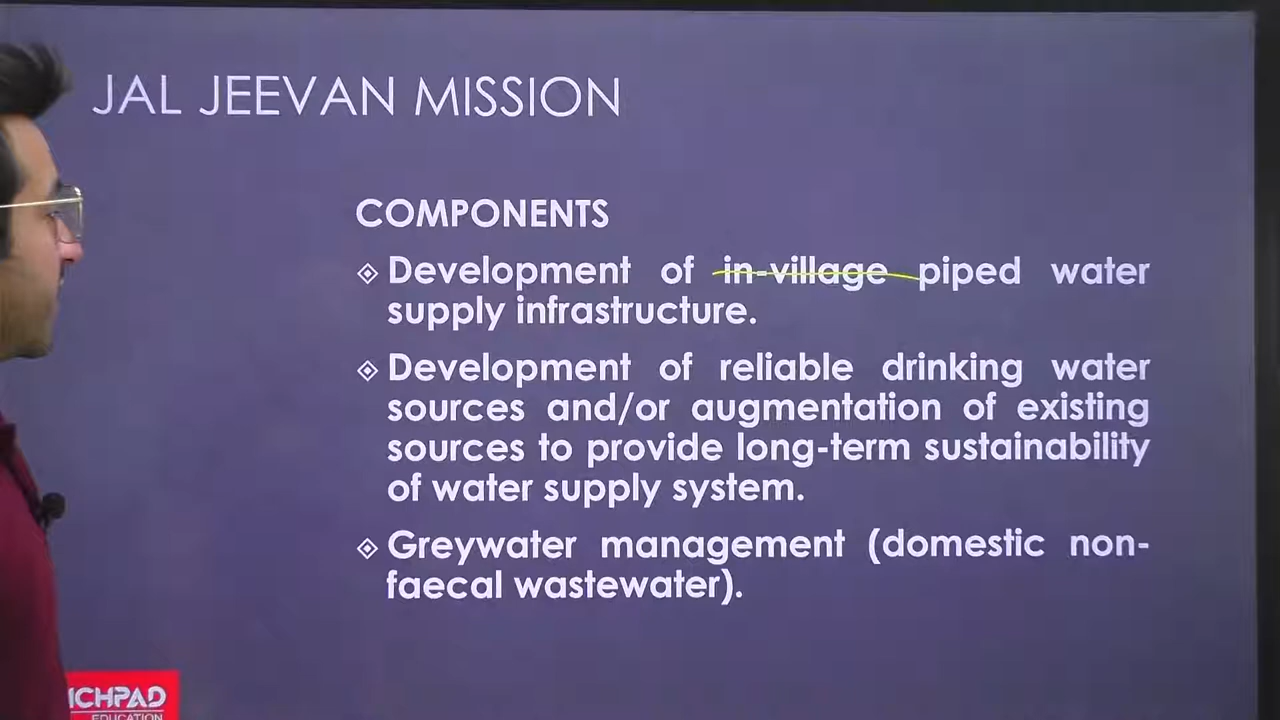 JAL JEEVAN MISSION
COMPONENTS
Development of in-village piped water
supply infrastructure.
Development of reliable drinking water
sources and/or augmentation of existing
sources to provide long-term sustainability
of water supply system.
Greywater management (domestic non-
faecal wastewater).
ICHPAD
EDUCATION